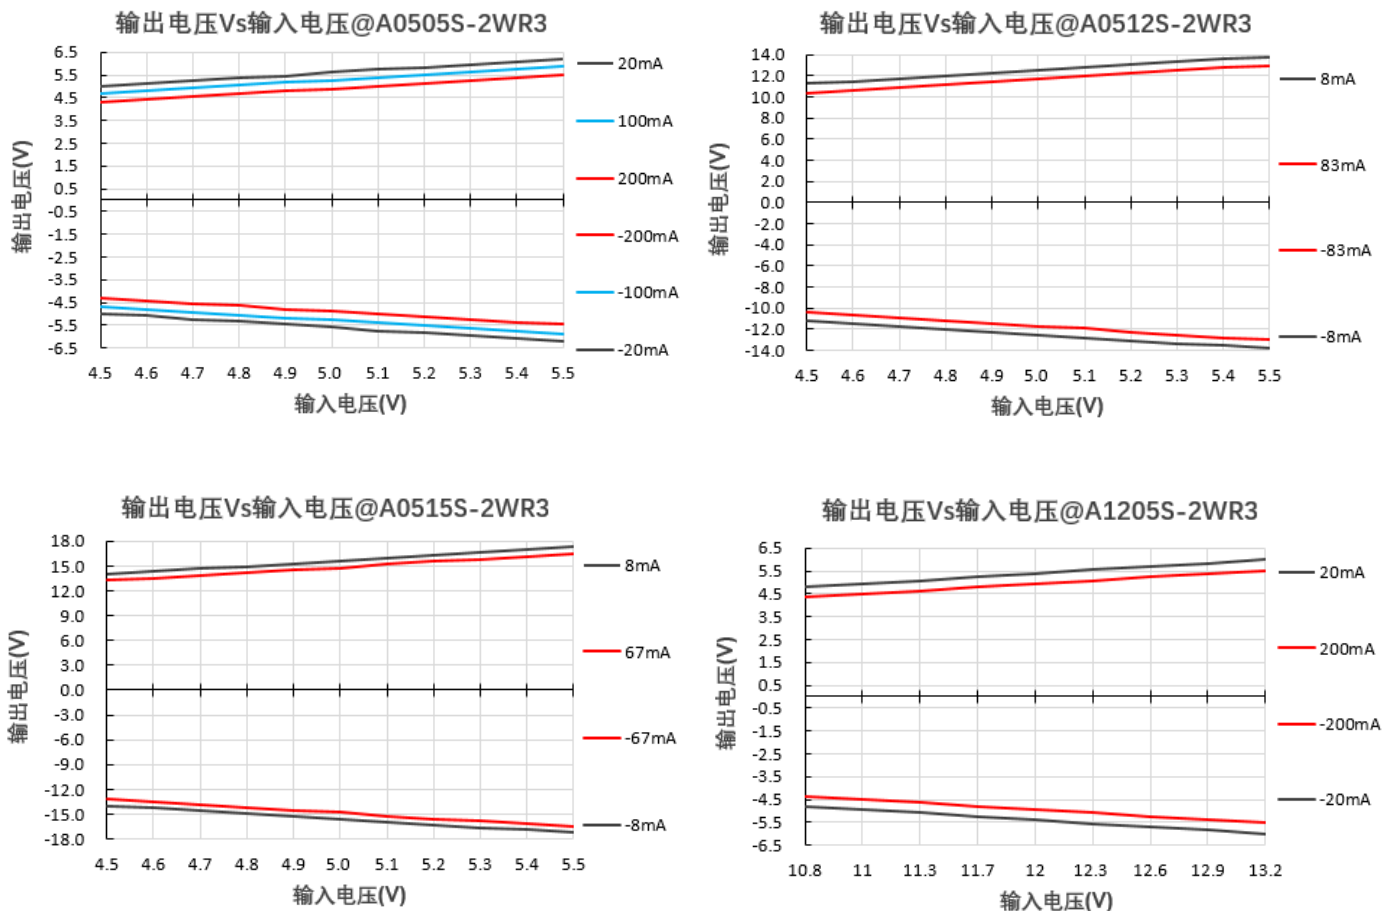 输出电压Vs输入电压@A0505S-2WR3
6.5
5.5
4.5
3.5
2.5
1.5
0.5
-0.5
-1.5
-2.5
-3.5
-4.5
-5.5
-6.5
输出电压(V)
4.5 4.6 4.7 4.8 4.9 5.0 5.1 5.2 5.3 5.4 5.5
输入电压(V)
20mA
100mA
200mA
-200mA
-100mA
-20mA
输出电压Vs输入电压@A0512S-2WR3
14.0
12.0
10.0
8.0
6.0
4.0
2.0
0.0
-2.0
-4.0
-6.0
-8.0
-10.0
-12.0
-14.0
输出电压(V)
4.5 4.6 4.7 4.8 4.9 5.0 5.1 5.2 5.3 5.4 5.5
输入电压(V)
8mA
83mA
-83mA
-8mA
输出电压Vs输入电压@A0515S-2WR3
18.0
15.0
12.0
9.0
6.0
3.0
0.0
-3.0
-6.0
-9.0
-12.0
-15.0
-18.0
输出电压(V)
4.5 4.6 4.7 4.8 4.9 5.0 5.1 5.2 5.3 5.4 5.5
输入电压(V)
8mA
67mA
-67mA
-8mA
输出电压Vs输入电压@A1205S-2WR3
6.5
5.5
4.5
3.5
2.5
1.5
0.5
-0.5
-1.5
-2.5
-3.5
-4.5
-5.5
-6.5
输出电压(V)
10.8 11 11.3 11.7 12 12.3 12.6 12.9 13.2
输入电压(V)
20mA
200mA
-200mA
-20mA